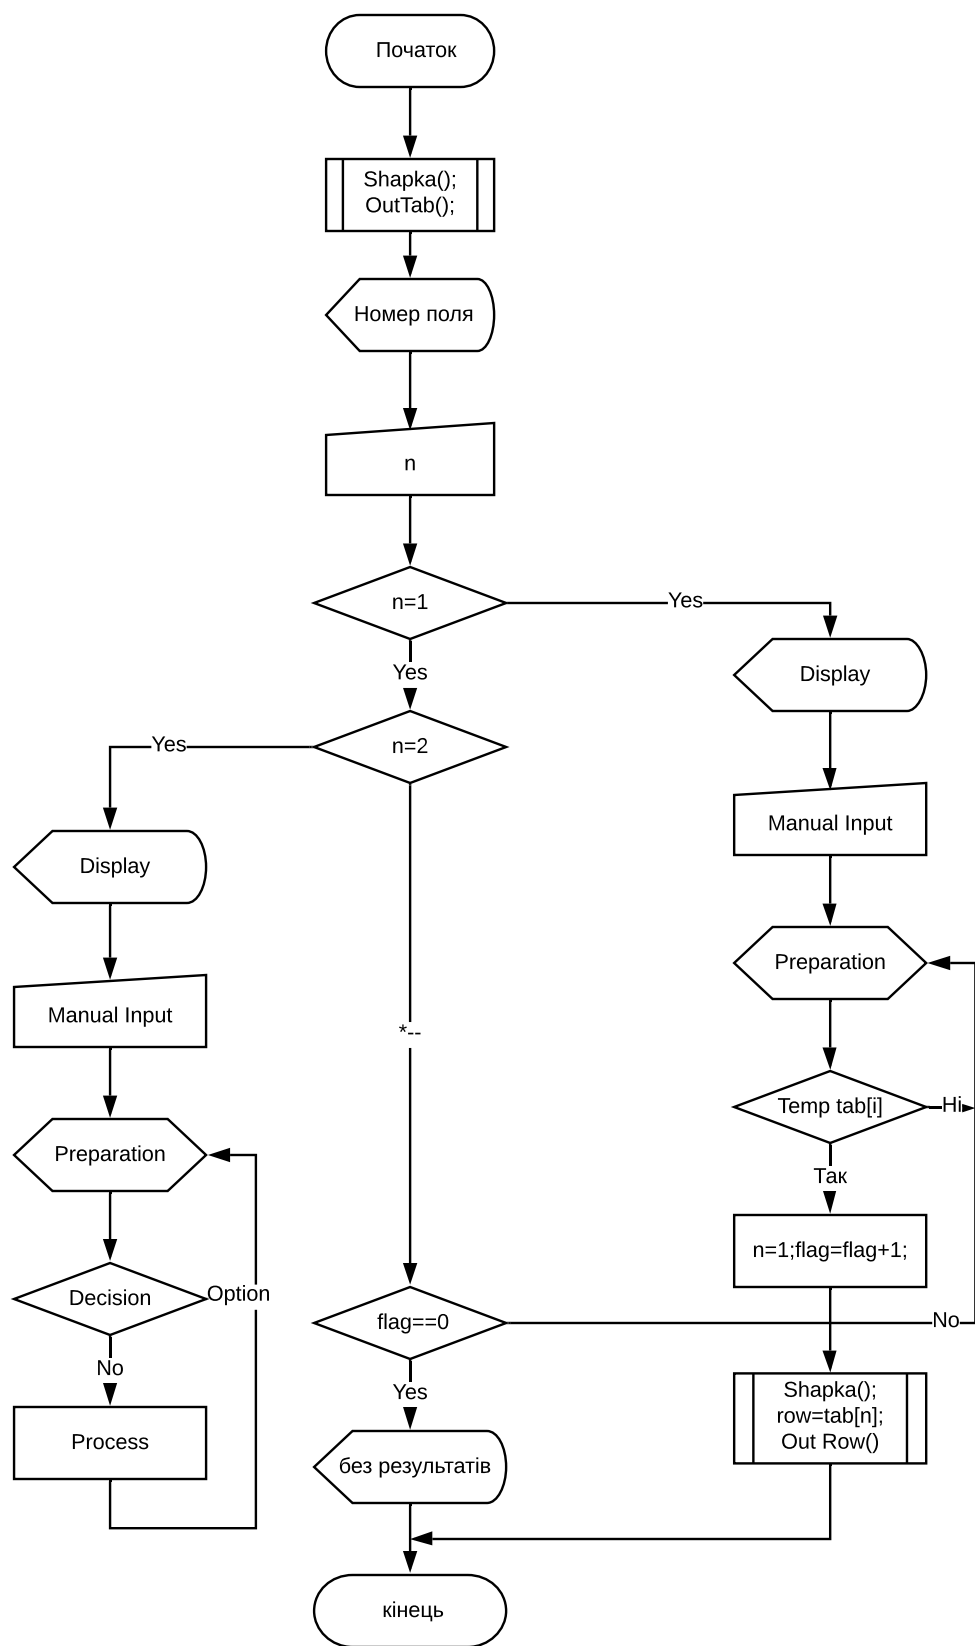 Початок
Shapka();
OutTab();
Номер поля
n
n=1
Yes
Yes
Display
n=2
Yes
Manual Input
Display
Preparation
Manual Input
*--
Temp tab[i]
Ні
Preparation
Так
n=1;flag=flag+1;
Decision
Option
flag==0
No
No
Shapka();
row=tab[n];
Out Row()
Yes
Process
без результатів
кінець